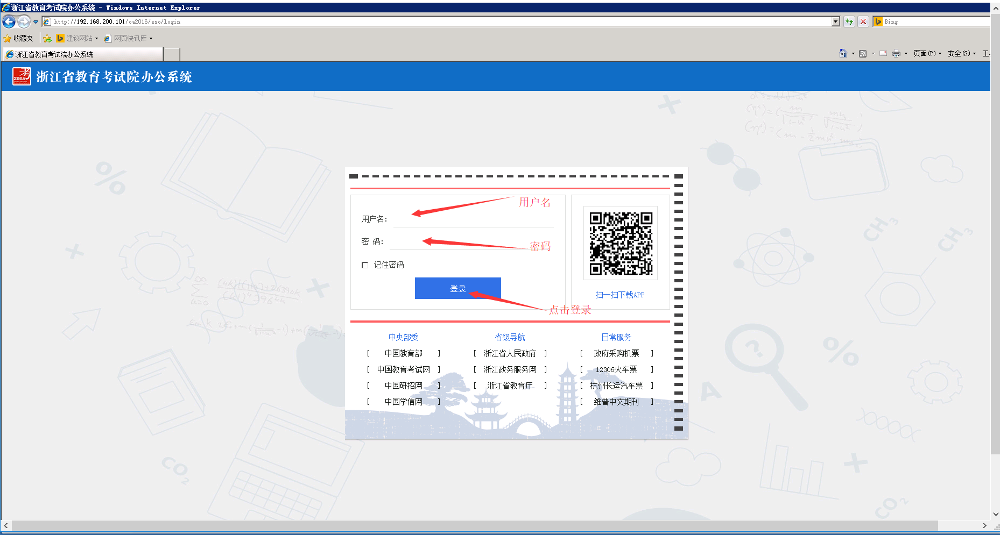 浙江省教育考试院办公系统 - Windows Internet Explorer
http://192.168.200.101/oa2016/sso/login
Bing
收藏夹
建议网站
网页快讯库
浙江省教育考试院办公系统
页面(P)
安全(S)
ZEEA
浙江省教育考试院办公系统
用户名
用户名:
密码
密 码:
记住密码
登录
点击登录
扫一扫下载APP
中央部委
省级导航
日常服务
[ 中国教育部 ]
[ 浙江省人民政府 ]
[ 政府采购机票 ]
[ 中国教育考试网 ]
[ 浙江政务服务网 ]
[ 12306火车票 ]
[ 中国研招网 ]
[ 浙江省教育厅 ]
[ 杭州长运汽车票 ]
[ 中国学信网 ]
[ 维普中文期刊 ]
%
CH3
CH3
%
A
?
CO2
CO2